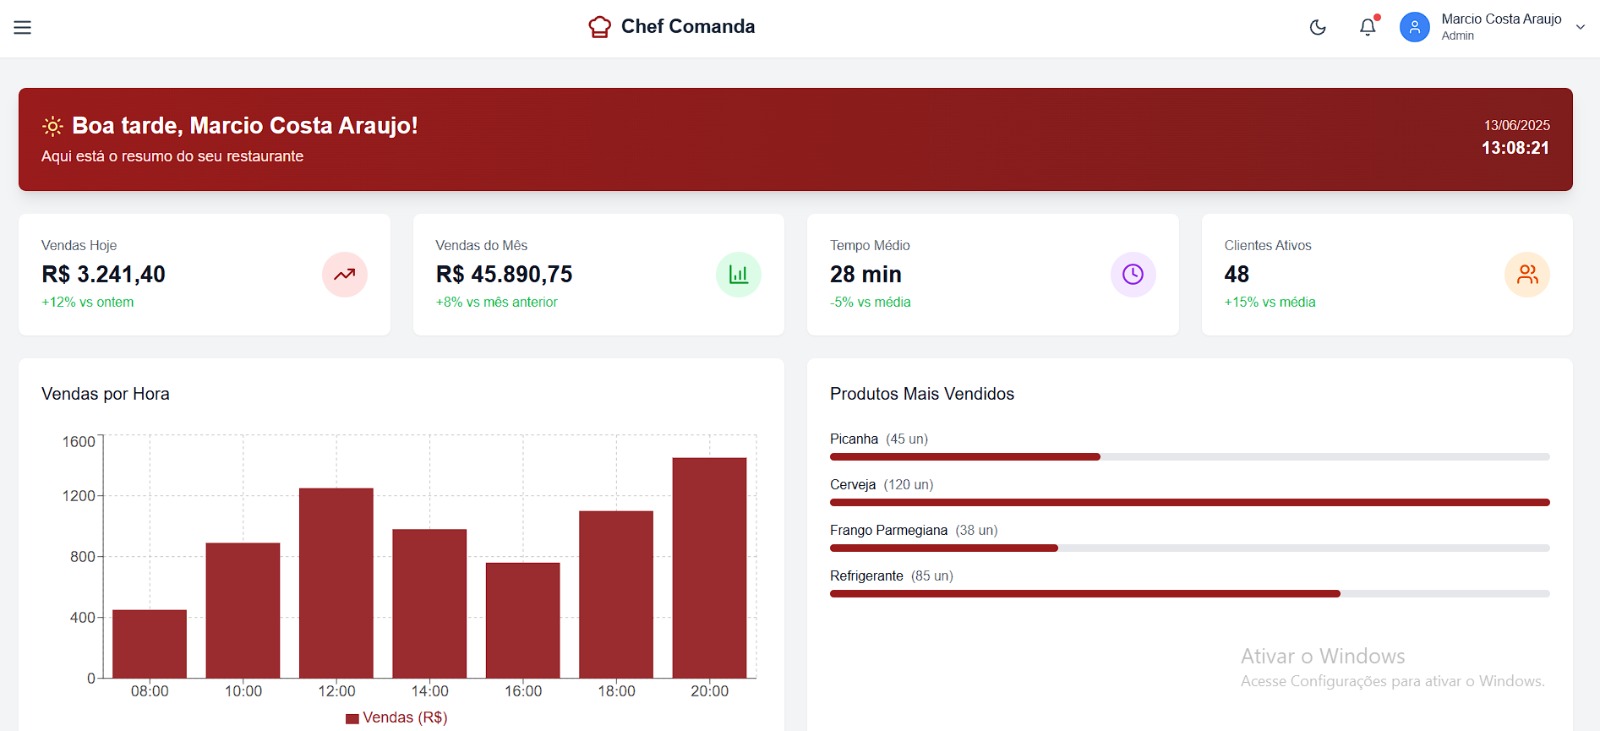 Chef Comanda
Marcio Costa Araujo
Admin
Boa tarde, Marcio Costa Araujo!
Aqui está o resumo do seu restaurante
13/06/2025
13:08:21
Vendas Hoje
R$ 3.241,40
+12% vs ontem
Vendas do Mês
R$ 45.890,75
+8% vs mês anterior
Tempo Médio
28 min
-5% vs média
Clientes Ativos
48
+15% vs média
Vendas por Hora
1600
1200
800
400
0
08:00 10:00 12:00 14:00 16:00 18:00 20:00
Vendas (R$)
Produtos Mais Vendidos
Picanha (45 un)
Cerveja (120 un)
Frango Parmegiana (38 un)
Refrigerante (85 un)
Ativar o Windows
Acesse Configurações para ativar o Windows.